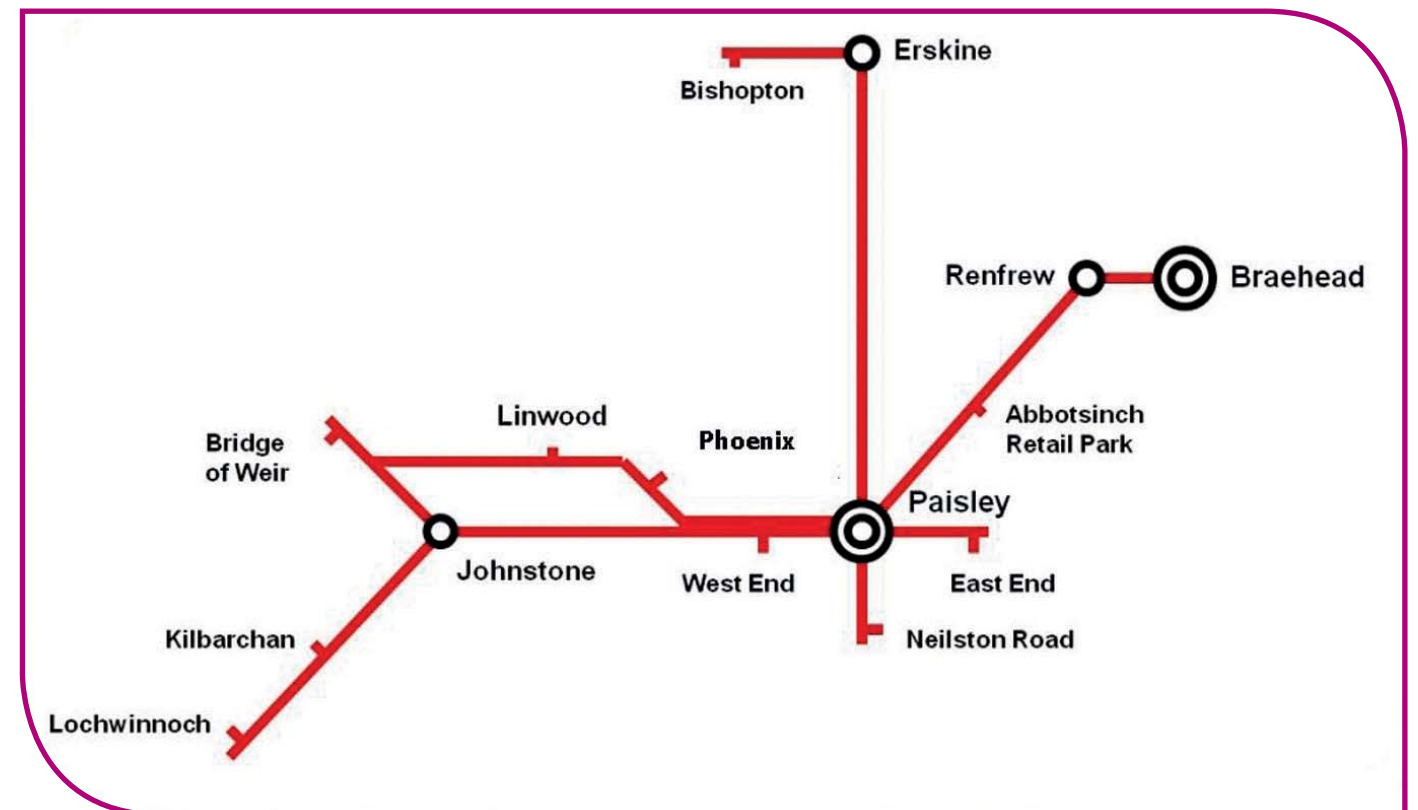 Erskine
Bishopton
Renfrew
Braehead
Linwood
Phoenix
Abbotsinch
Retail Park
Bridge
of Weir
Paisley
Johnstone
West End
East End
Kilbarchan
Neilston Road
Lochwinnoch